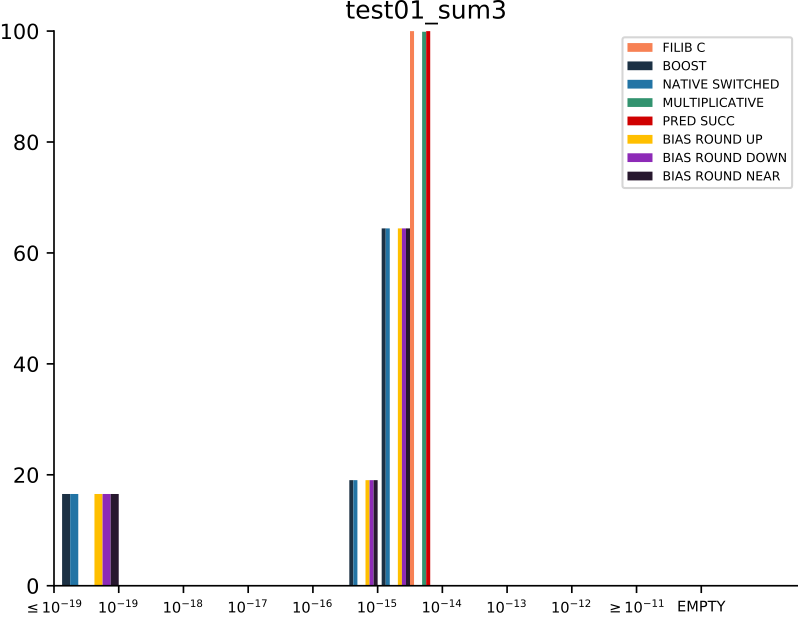 test01_sum3
100
80
60
40
20
0
FILIB C
BOOST
NATIVE SWITCHED
MULTIPLICATIVE
PRED SUCC
BIAS ROUND UP
BIAS ROUND DOWN
BIAS ROUND NEAR
≤10⁻¹⁹ 10⁻¹⁹ 10⁻¹⁸ 10⁻¹⁷ 10⁻¹⁶ 10⁻¹⁵ 10⁻¹⁴ 10⁻¹³ 10⁻¹² ≥10⁻¹¹ EMPTY